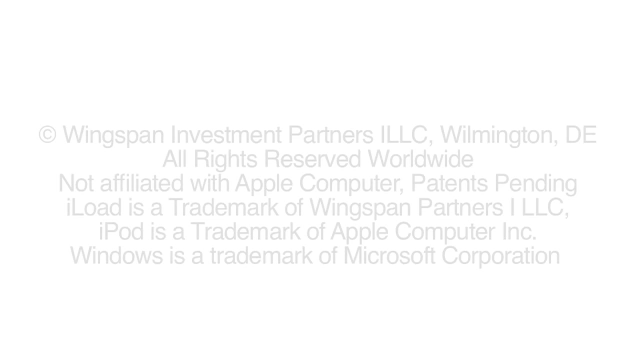 © Wingspan Investment Partners ILLC, Wilmington, DE
All Rights Reserved Worldwide
Not affiliated with Apple Computer, Patents Pending
iLoad is a Trademark of Wingspan Partners I LLC,
iPod is a Trademark of Apple Computer Inc.
Windows is a trademark of Microsoft Corporation